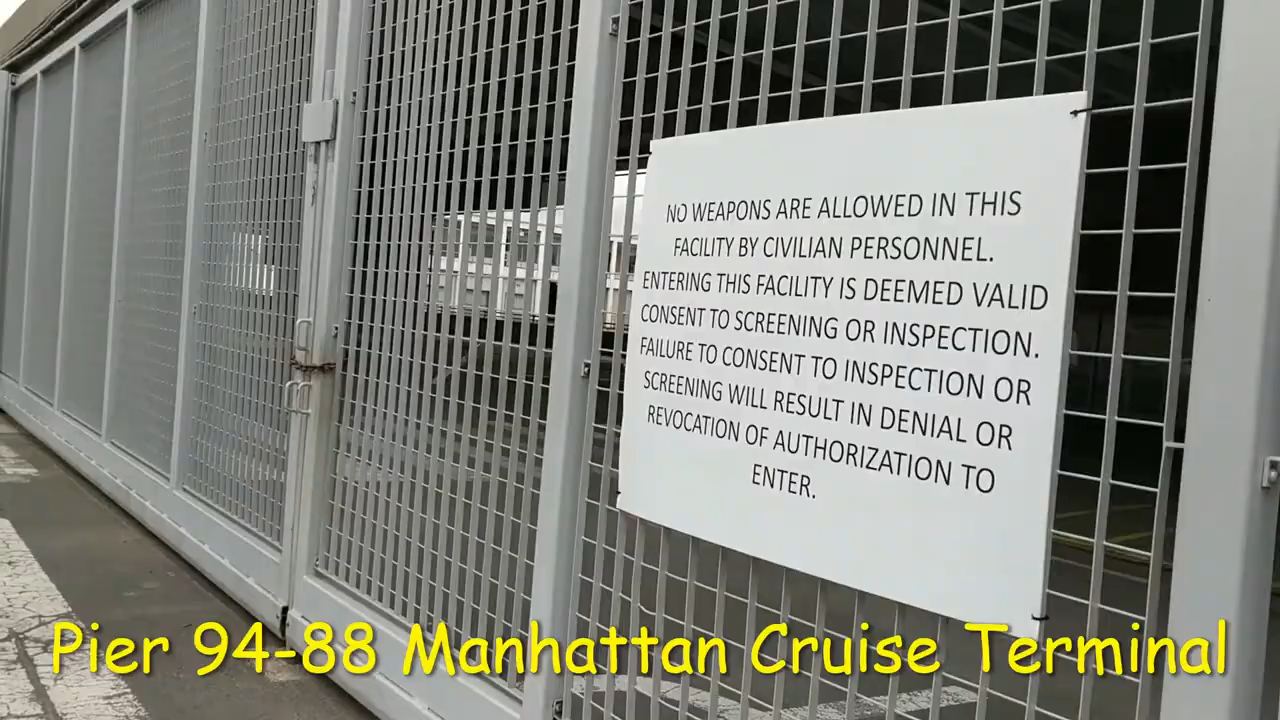 NO WEAPONS ARE ALLOWED IN THIS
FACILITY BY CIVILIAN PERSONNEL.
ENTERING THIS FACILITY IS DEEMED VALID
CONSENT TO SCREENING OR INSPECTION.
FAILURE TO CONSENT TO INSPECTION OR
SCREENING WILL RESULT IN DENIAL OR
REVOCATION OF AUTHORIZATION TO
ENTER.
Pier 94-88 Manhattan Cruise Terminal